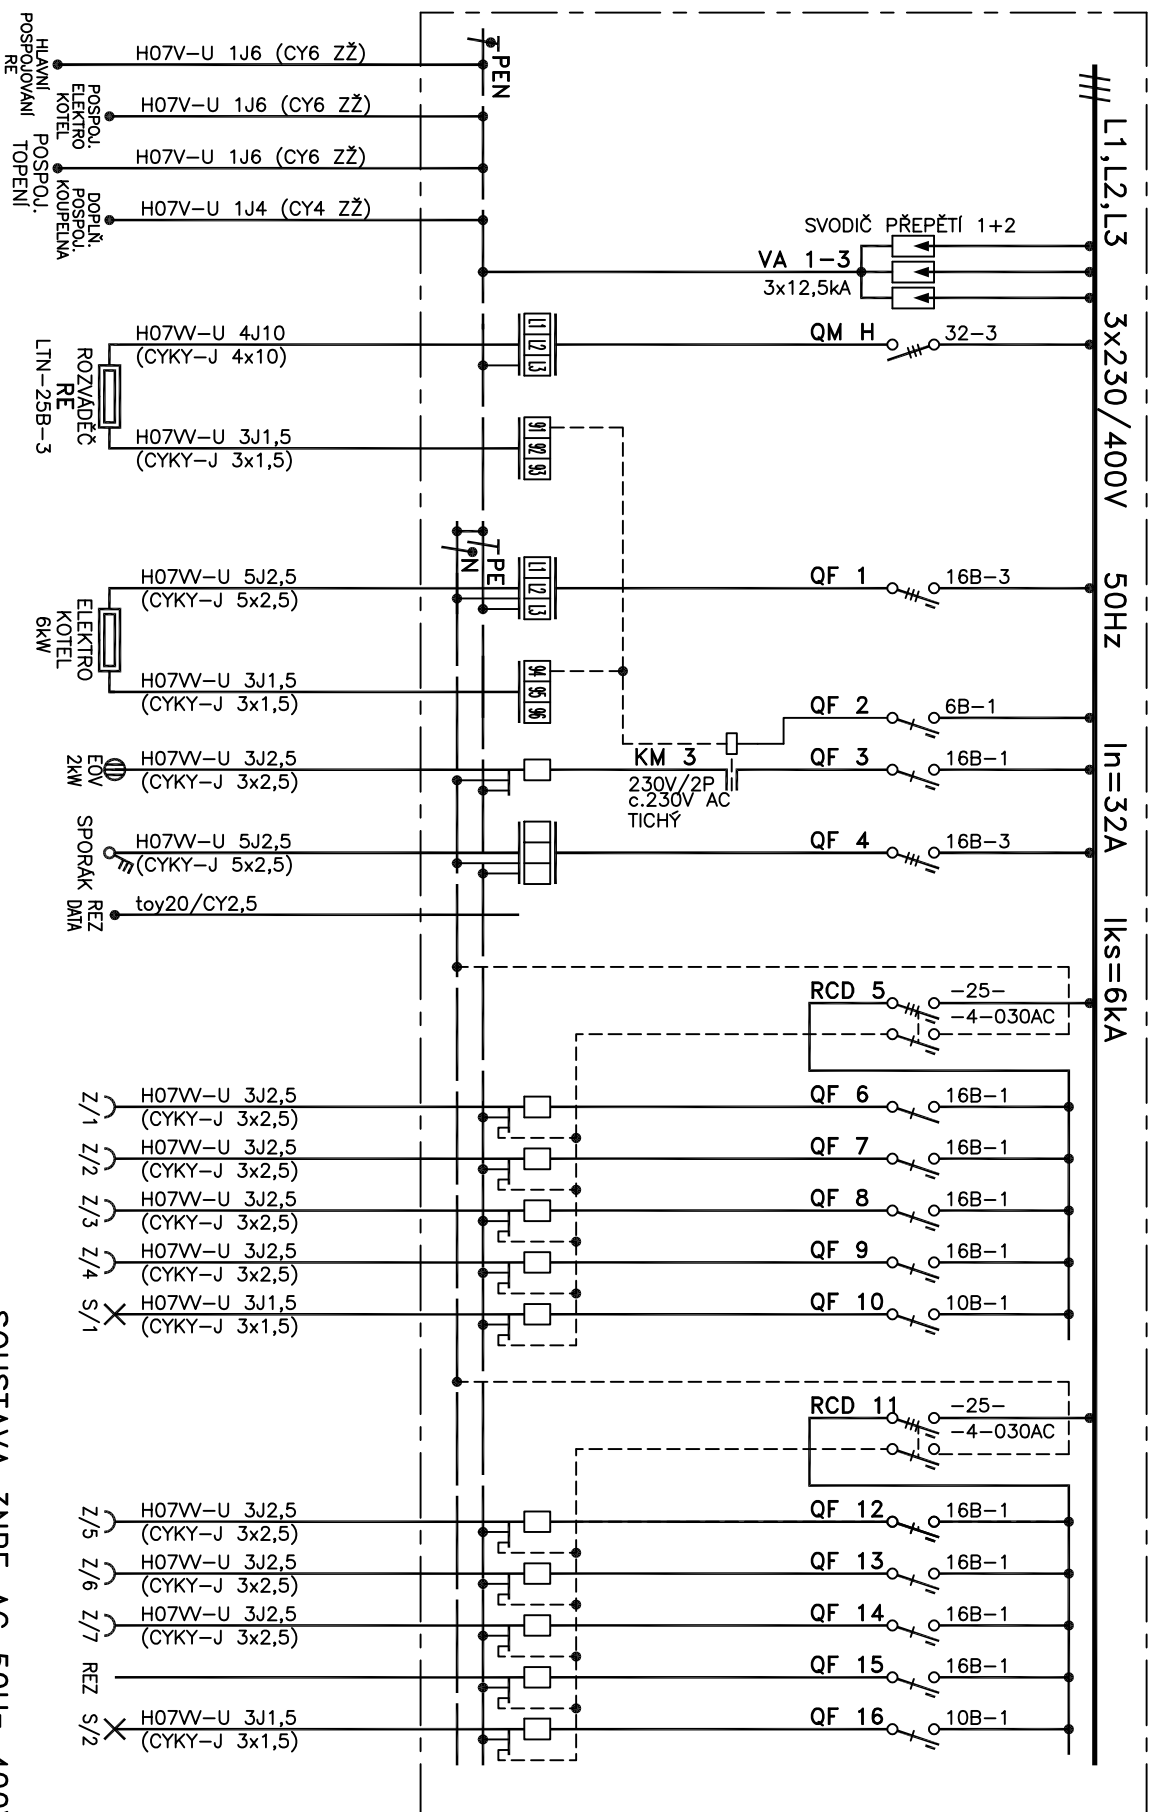 L1,L2,L3 3x230/400V 50Hz In=32A Iks=6kA
PEN
HLAVNÍ
POSPOJOVÁNÍ
RE
H07V-U 1J6 (CY6 ZŽ)
POSPOJ.
ELEKTRO
KOTEL
H07V-U 1J6 (CY6 ZŽ)
POSPOJ.
TOPENÍ
H07V-U 1J6 (CY6 ZŽ)
DOPLŇ.
POSPOJ.
KOUPELNA
H07V-U 1J4 (CY4 ZŽ)
SVODIČ PŘEPĚTÍ 1+2
VA 1-3
3x12,5kA
ROZVÁDĚČ
RE
LTN-25B-3
H07VV-U 4J10
(CYKY-J 4x10)
L1 L2 L3
QM H
32-3
H07VV-U 3J1,5
(CYKY-J 3x1,5)
91 92 93
PE
N
ELEKTRO
KOTEL
6kW
H07VV-U 5J2,5
(CYKY-J 5x2,5)
L1 L2 L3
QF 1
16B-3
H07VV-U 3J1,5
(CYKY-J 3x1,5)
94 95 96
QF 2
6B-1
EOV
2kW
H07VV-U 3J2,5
(CYKY-J 3x2,5)
KM 3
230V/2P
c.230V AC
TICHÝ
QF 3
16B-1
SPORÁK
H07VV-U 5J2,5
(CYKY-J 5x2,5)
QF 4
16B-3
REZ
DATA
toy20/CY2,5
RCD 5
-25-
-4-030AC
Z/1
H07VV-U 3J2,5
(CYKY-J 3x2,5)
QF 6
16B-1
Z/2
H07VV-U 3J2,5
(CYKY-J 3x2,5)
QF 7
16B-1
Z/3
H07VV-U 3J2,5
(CYKY-J 3x2,5)
QF 8
16B-1
Z/4
H07VV-U 3J2,5
(CYKY-J 3x2,5)
QF 9
16B-1
S/1
H07VV-U 3J1,5
(CYKY-J 3x1,5)
QF 10
10B-1
RCD 11
-25-
-4-030AC
Z/5
H07VV-U 3J2,5
(CYKY-J 3x2,5)
QF 12
16B-1
Z/6
H07VV-U 3J2,5
(CYKY-J 3x2,5)
QF 13
16B-1
Z/7
H07VV-U 3J2,5
(CYKY-J 3x2,5)
QF 14
16B-1
REZ
QF 15
16B-1
S/2
H07VV-U 3J1,5
(CYKY-J 3x1,5)
QF 16
10B-1